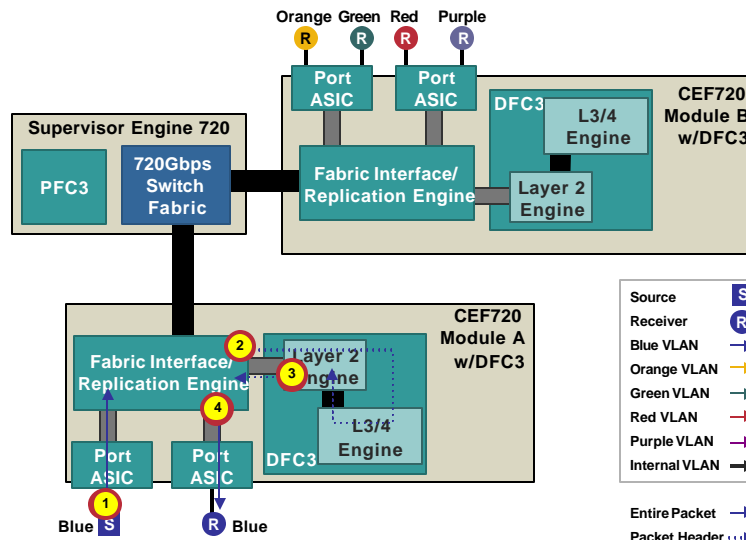 Orange Green Red Purple
R R R R
Port ASIC
Port ASIC
DFC3
L3/4 Engine
CEF720
Module B
w/DFC3
Supervisor Engine 720
PFC3
720Gbps
Switch
Fabric
Fabric Interface/
Replication Engine
Layer 2
Engine
CEF720
Module A
w/DFC3
2
Fabric Interface/
Replication Engine
Layer 2
Engine
3
4
L3/4
Engine
DFC3
Port
ASIC
Port
ASIC
1
Blue S
R Blue
Source S
Receiver R
Blue VLAN
Orange VLAN
Green VLAN
Red VLAN
Purple VLAN
Internal VLAN
Entire Packet
Packet Header